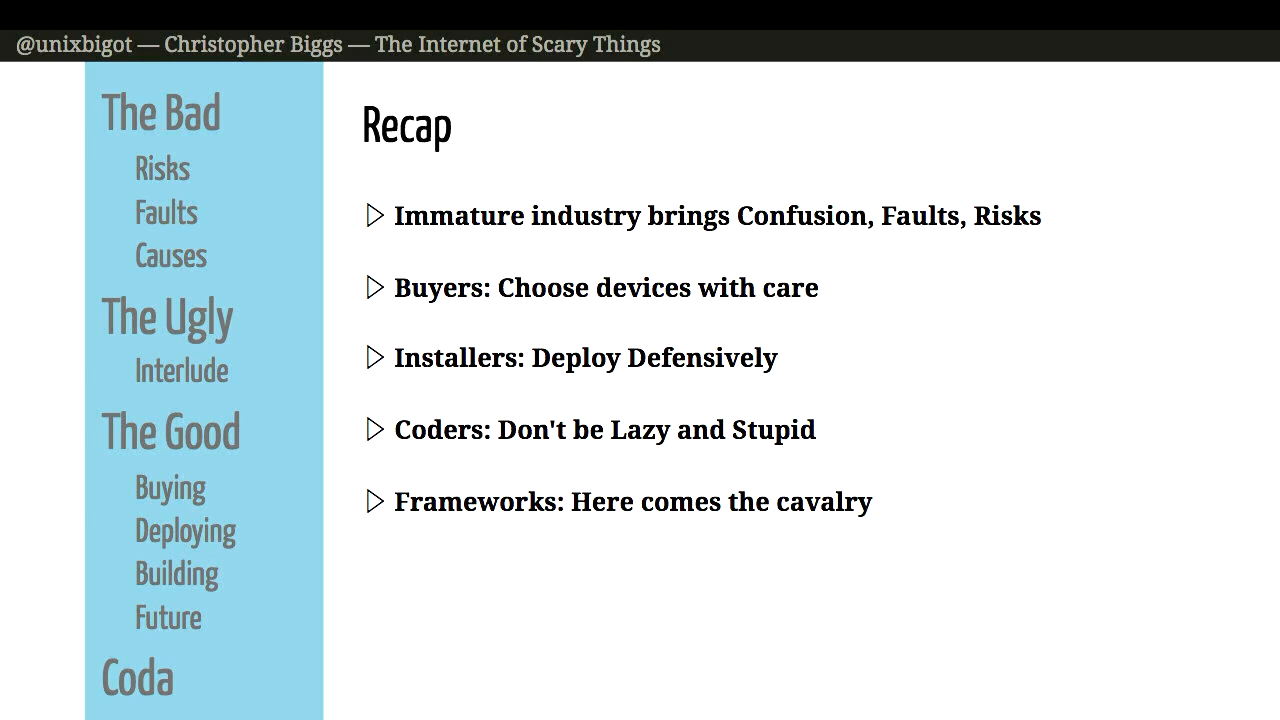 @unixbigot — Christopher Biggs — The Internet of Scary Things
The Bad
Risks
Faults
Causes
The Ugly
Interlude
The Good
Buying
Deploying
Building
Future
Coda
Recap
Immature industry brings Confusion, Faults, Risks
Buyers: Choose devices with care
Installers: Deploy Defensively
Coders: Don't be Lazy and Stupid
Frameworks: Here comes the cavalry